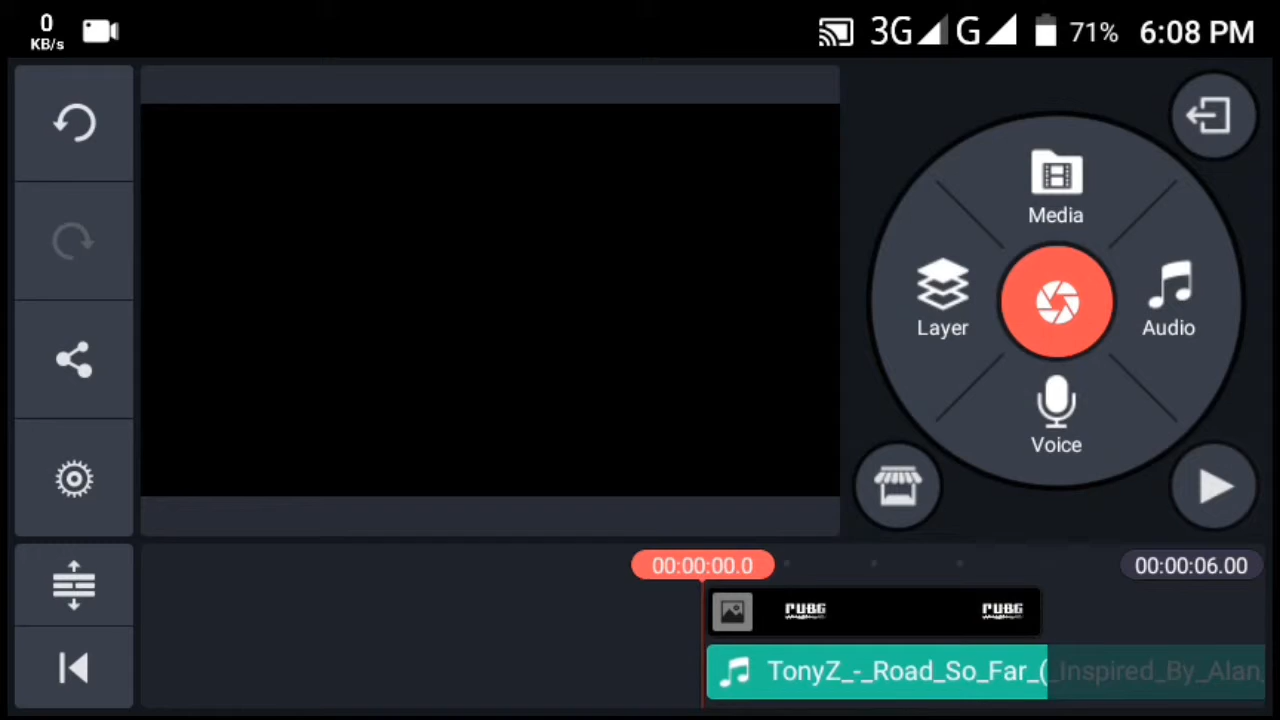 0
KB/s
3G G 71% 6:08 PM
Media
Layer
Audio
Voice
00:00:00.0
00:00:06.00
PUBG PUBG
TonyZ_-_Road_So_Far_(_Inspired_By_Alan_